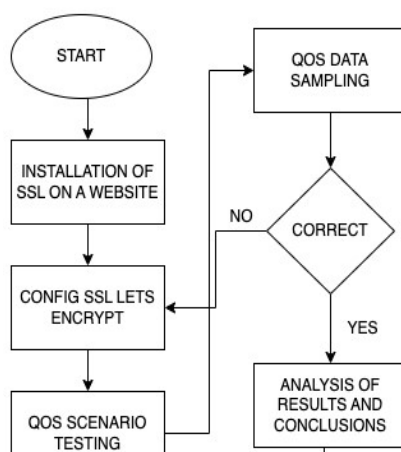 START
INSTALLATION OF
SSL ON A WEBSITE
CONFIG SSL LETS
ENCRYPT
QOS SCENARIO
TESTING
QOS DATA
SAMPLING
NO
CORRECT
YES
ANALYSIS OF
RESULTS AND
CONCLUSIONS